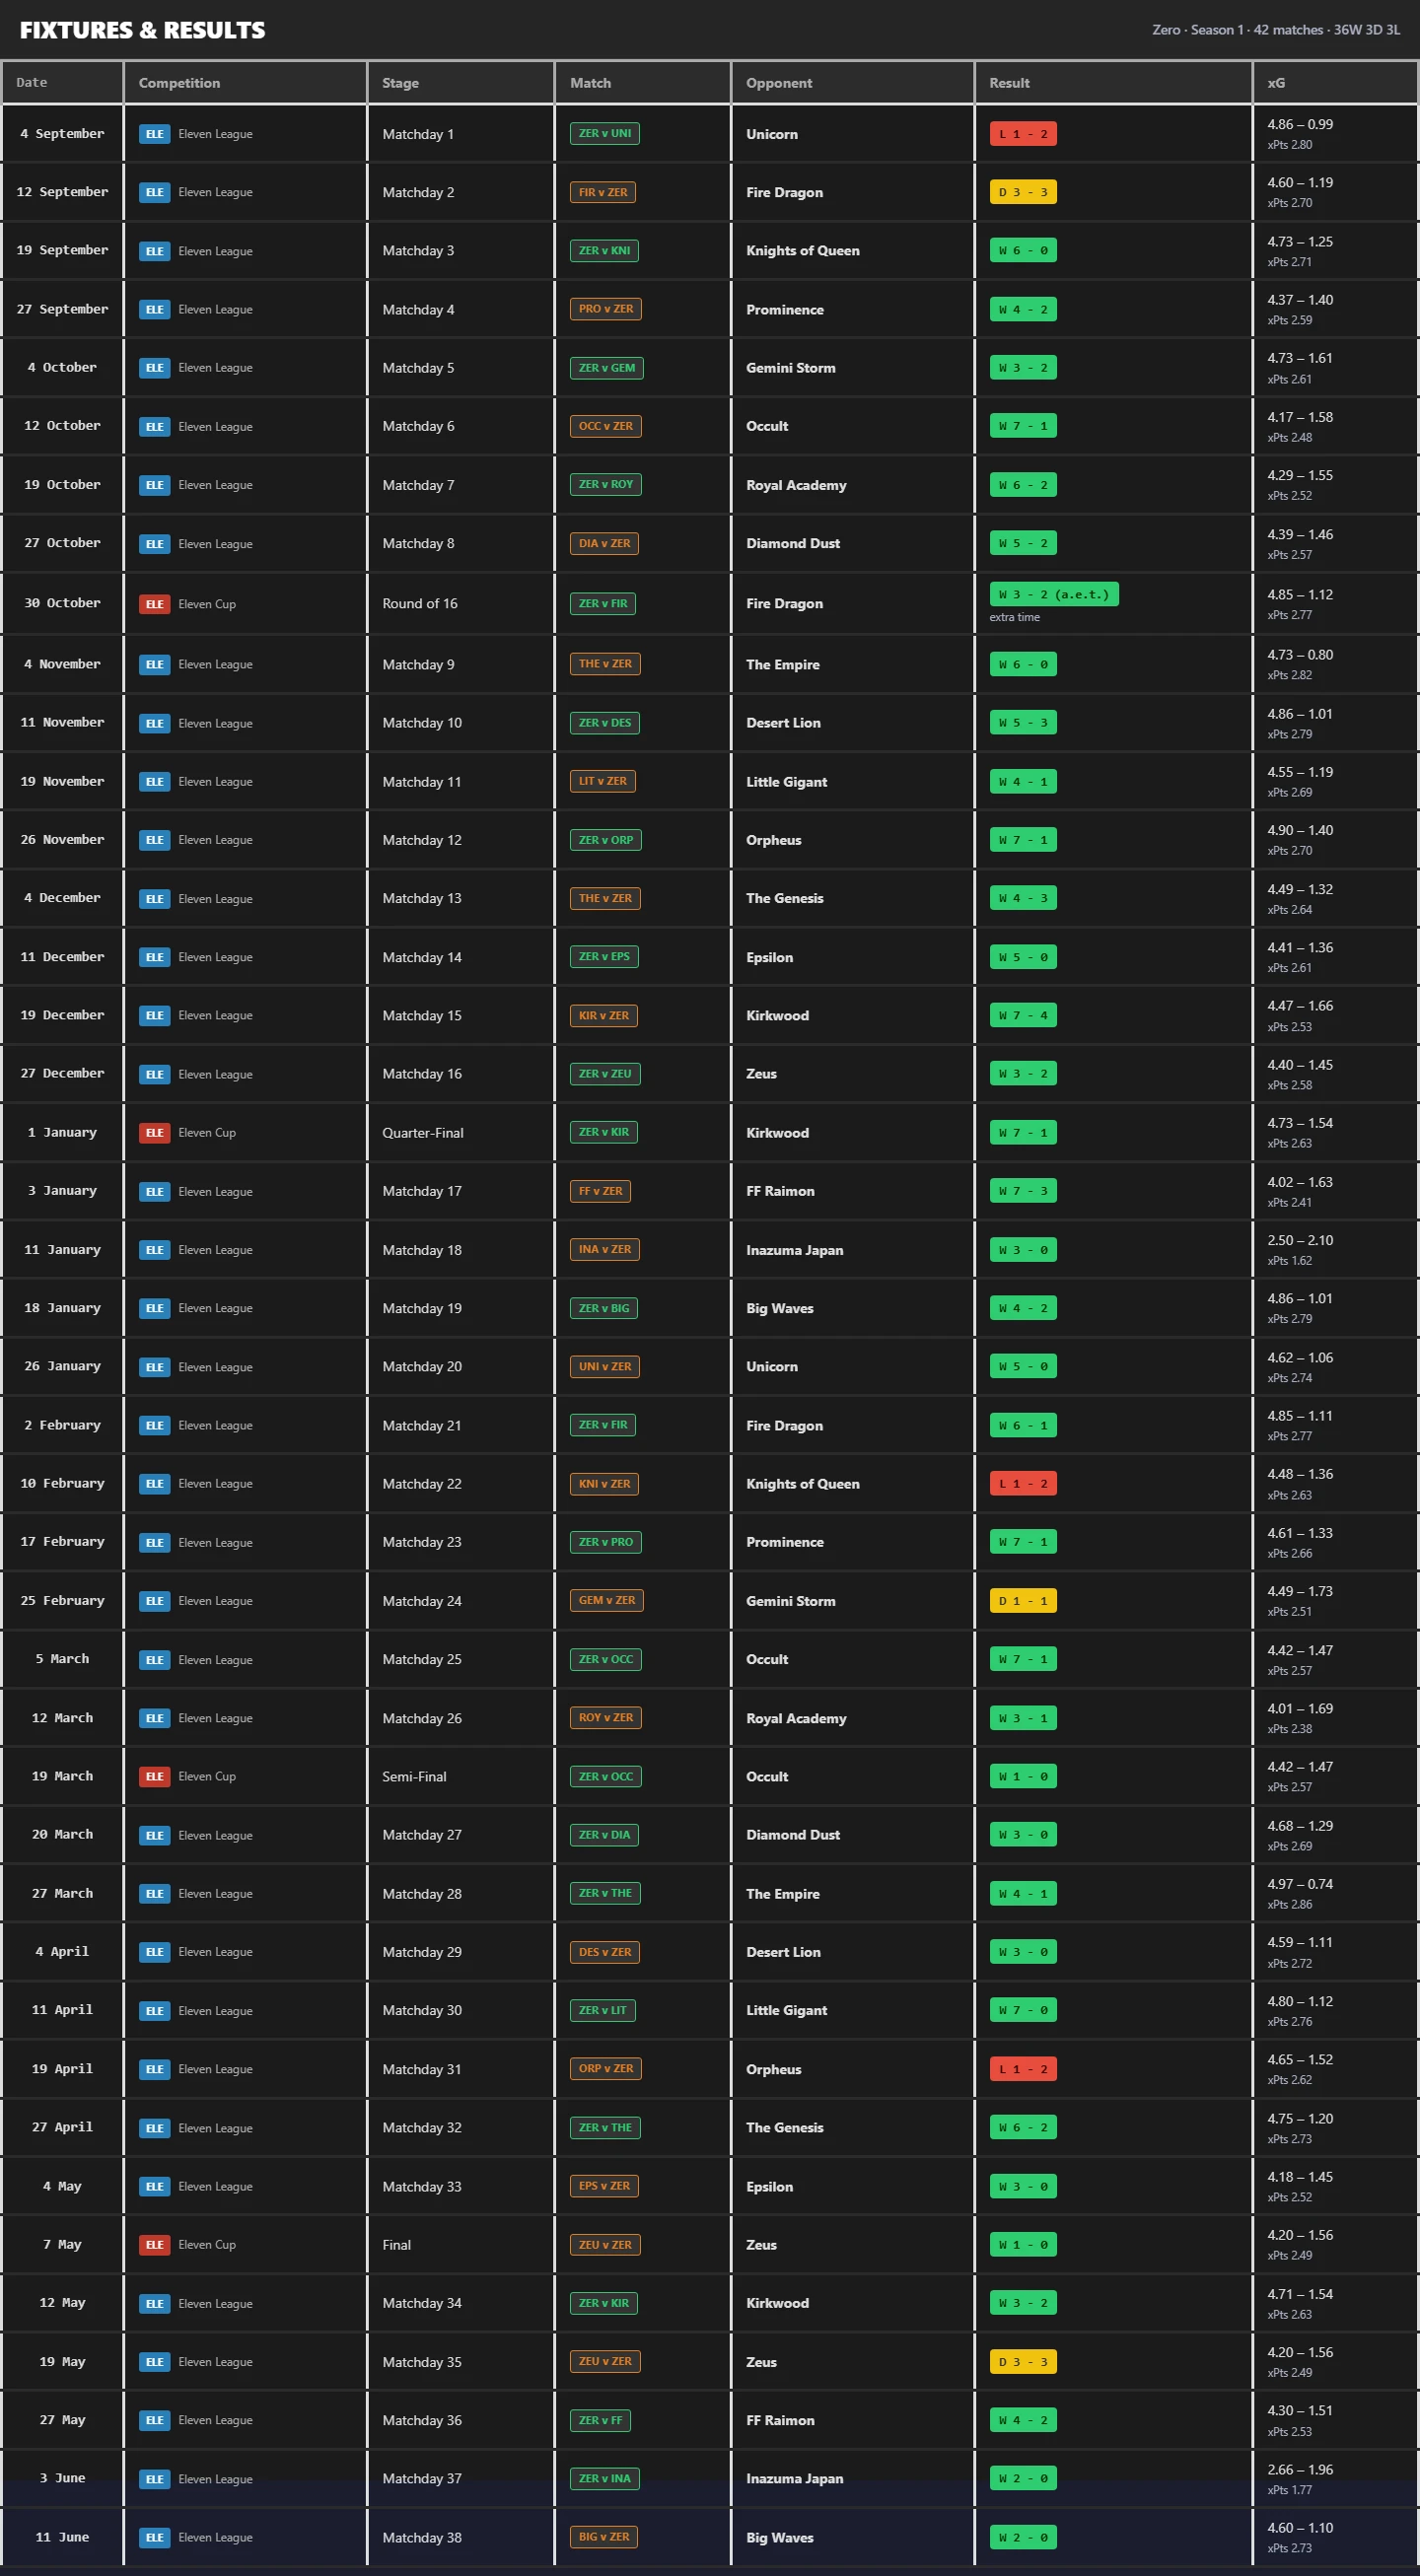 FIXTURES & RESULTS Zero · Season 1 · 42 matches · 36W 3D 3L
Date Competition Stage Match Opponent Result xG
4 September ELE Eleven League Matchday 1 ZER v UNI Unicorn L 1 - 2 4.86 – 0.99
xPts 2.80
12 September ELE Eleven League Matchday 2 FIR v ZER Fire Dragon D 3 - 3 4.60 – 1.19
xPts 2.70
19 September ELE Eleven League Matchday 3 ZER v KNI Knights of Queen W 6 - 0 4.73 – 1.25
xPts 2.71
27 September ELE Eleven League Matchday 4 PRO v ZER Prominence W 4 - 2 4.37 – 1.40
xPts 2.59
4 October ELE Eleven League Matchday 5 ZER v GEM Gemini Storm W 3 - 2 4.73 – 1.61
xPts 2.61
12 October ELE Eleven League Matchday 6 OCC v ZER Occult W 7 - 1 4.17 – 1.58
xPts 2.48
19 October ELE Eleven League Matchday 7 ZER v ROY Royal Academy W 6 - 2 4.29 – 1.55
xPts 2.52
27 October ELE Eleven League Matchday 8 DIA v ZER Diamond Dust W 5 - 2 4.39 – 1.46
xPts 2.57
30 October ELE Eleven Cup Round of 16 ZER v FIR Fire Dragon W 3 - 2 (a.e.t.) 4.85 – 1.12
extra time xPts 2.77
4 November ELE Eleven League Matchday 9 THE v ZER The Empire W 6 - 0 4.73 – 0.80
xPts 2.82
11 November ELE Eleven League Matchday 10 ZER v DES Desert Lion W 5 - 3 4.86 – 1.01
xPts 2.79
19 November ELE Eleven League Matchday 11 LIT v ZER Little Gigant W 4 - 1 4.55 – 1.19
xPts 2.69
26 November ELE Eleven League Matchday 12 ZER v ORP Orpheus W 7 - 1 4.90 – 1.40
xPts 2.70
4 December ELE Eleven League Matchday 13 THE v ZER The Genesis W 4 - 3 4.49 – 1.32
xPts 2.64
11 December ELE Eleven League Matchday 14 ZER v EPS Epsilon W 5 - 0 4.41 – 1.36
xPts 2.61
19 December ELE Eleven League Matchday 15 KIR v ZER Kirkwood W 7 - 4 4.47 – 1.66
xPts 2.53
27 December ELE Eleven League Matchday 16 ZER v ZEU Zeus W 3 - 2 4.40 – 1.45
xPts 2.58
1 January ELE Eleven Cup Quarter-Final ZER v KIR Kirkwood W 7 - 1 4.73 – 1.54
xPts 2.63
3 January ELE Eleven League Matchday 17 FF v ZER FF Raimon W 7 - 3 4.02 – 1.63
xPts 2.41
11 January ELE Eleven League Matchday 18 INA v ZER Inazuma Japan W 3 - 0 2.50 – 2.10
xPts 1.62
18 January ELE Eleven League Matchday 19 ZER v BIG Big Waves W 4 - 2 4.86 – 1.01
xPts 2.79
26 January ELE Eleven League Matchday 20 UNI v ZER Unicorn W 5 - 0 4.62 – 1.06
xPts 2.74
2 February ELE Eleven League Matchday 21 ZER v FIR Fire Dragon W 6 - 1 4.85 – 1.11
xPts 2.77
10 February ELE Eleven League Matchday 22 KNI v ZER Knights of Queen L 1 - 2 4.48 – 1.36
xPts 2.63
17 February ELE Eleven League Matchday 23 ZER v PRO Prominence W 7 - 1 4.61 – 1.33
xPts 2.66
25 February ELE Eleven League Matchday 24 GEM v ZER Gemini Storm D 1 - 1 4.49 – 1.73
xPts 2.51
5 March ELE Eleven League Matchday 25 ZER v OCC Occult W 7 - 1 4.42 – 1.47
xPts 2.57
12 March ELE Eleven League Matchday 26 ROY v ZER Royal Academy W 3 - 1 4.01 – 1.69
xPts 2.38
19 March ELE Eleven Cup Semi-Final ZER v OCC Occult W 1 - 0 4.42 – 1.47
xPts 2.57
20 March ELE Eleven League Matchday 27 ZER v DIA Diamond Dust W 3 - 0 4.68 – 1.29
xPts 2.69
27 March ELE Eleven League Matchday 28 ZER v THE The Empire W 4 - 1 4.97 – 0.74
xPts 2.86
4 April ELE Eleven League Matchday 29 DES v ZER Desert Lion W 3 - 0 4.59 – 1.11
xPts 2.72
11 April ELE Eleven League Matchday 30 ZER v LIT Little Gigant W 7 - 0 4.80 – 1.12
xPts 2.76
19 April ELE Eleven League Matchday 31 ORP v ZER Orpheus L 1 - 2 4.65 – 1.52
xPts 2.62
27 April ELE Eleven League Matchday 32 ZER v THE The Genesis W 6 - 2 4.75 – 1.20
xPts 2.73
4 May ELE Eleven League Matchday 33 EPS v ZER Epsilon W 3 - 0 4.18 – 1.45
xPts 2.52
7 May ELE Eleven Cup Final ZEU v ZER Zeus W 1 - 0 4.20 – 1.56
xPts 2.49
12 May ELE Eleven League Matchday 34 ZER v KIR Kirkwood W 3 - 2 4.71 – 1.54
xPts 2.63
19 May ELE Eleven League Matchday 35 ZEU v ZER Zeus D 3 - 3 4.20 – 1.56
xPts 2.49
27 May ELE Eleven League Matchday 36 ZER v FF FF Raimon W 4 - 2 4.30 – 1.51
xPts 2.53
3 June ELE Eleven League Matchday 37 ZER v INA Inazuma Japan W 2 - 0 2.66 – 1.96
xPts 1.77
11 June ELE Eleven League Matchday 38 BIG v ZER Big Waves W 2 - 0 4.60 – 1.10
xPts 2.73